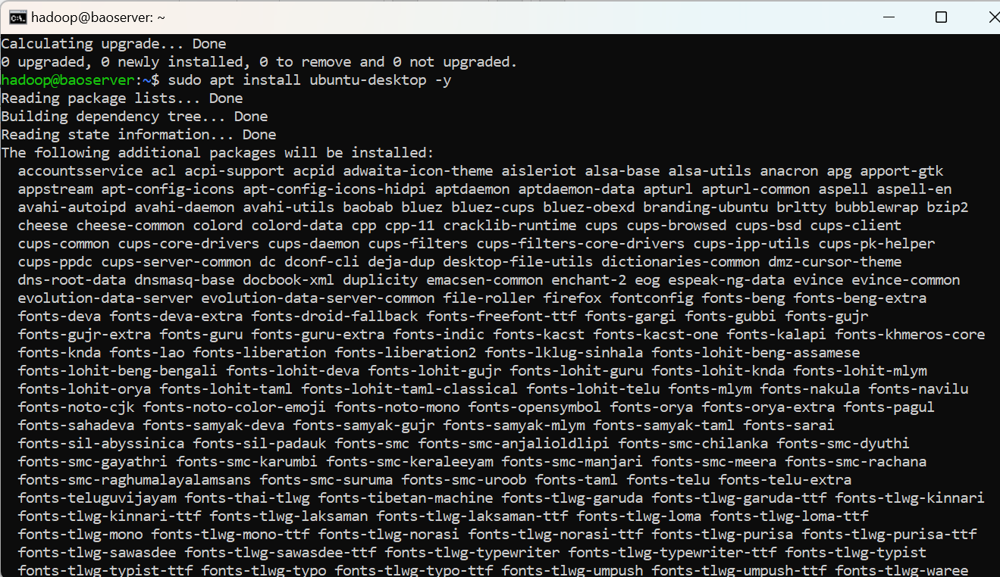 hadoop@baoserver: ~
Calculating upgrade... Done
0 upgraded, 0 newly installed, 0 to remove and 0 not upgraded.
hadoop@baoserver:~$ sudo apt install ubuntu-desktop -y
Reading package lists... Done
Building dependency tree... Done
Reading state information... Done
The following additional packages will be installed:
accountsservice acl acpi-support acpid adwaita-icon-theme aisleriot alsa-base alsa-utils anacron apg apport-gtk
appstream apt-config-icons apt-config-icons-hidpi aptdaemon aptdaemon-data apturl apturl-common aspell aspell-en
avahi-autoipd avahi-daemon avahi-utils baobab bluez bluez-cups bluez-obexd branding-ubuntu brltty bubblewrap bzip2
cheese cheese-common colord colord-data cpp cpp-11 cracklib-runtime cups cups-browsed cups-bsd cups-client
cups-common cups-core-drivers cups-daemon cups-filters cups-filters-core-drivers cups-ipp-utils cups-pk-helper
cups-ppdc cups-server-common dc dconf-cli deja-dup desktop-file-utils dictionaries-common dmz-cursor-theme
dns-root-data dnsmasq-base docbook-xml duplicity emacsen-common enchant-2 eog espeak-ng-data evince evince-common
evolution-data-server evolution-data-server-common file-roller firefox fontconfig fonts-beng fonts-beng-extra
fonts-deva fonts-deva-extra fonts-droid-fallback fonts-freefont-ttf fonts-gargi fonts-gubbi fonts-gujr
fonts-gujr-extra fonts-guru fonts-guru-extra fonts-indic fonts-kacst fonts-kacst-one fonts-kalapi fonts-khmeros-core
fonts-knda fonts-lao fonts-liberation fonts-liberation2 fonts-lklug-sinhala fonts-lohit-beng-assamese
fonts-lohit-beng-bengali fonts-lohit-deva fonts-lohit-gujr fonts-lohit-guru fonts-lohit-knda fonts-lohit-mlym
fonts-lohit-orya fonts-lohit-taml fonts-lohit-taml-classical fonts-lohit-telu fonts-mlym fonts-nakula fonts-navilu
fonts-noto-cjk fonts-noto-color-emoji fonts-noto-mono fonts-opensymbol fonts-orya fonts-orya-extra fonts-pagul
fonts-sahadeva fonts-samyak-deva fonts-samyak-gujr fonts-samyak-mlym fonts-samyak-taml fonts-sarai
fonts-sil-abyssinica fonts-sil-padauk fonts-smc fonts-smc-anjalioldlipi fonts-smc-chilanka fonts-smc-dyuthi
fonts-smc-gayathri fonts-smc-karumbi fonts-smc-keraleeyam fonts-smc-manjari fonts-smc-meera fonts-smc-rachana
fonts-smc-raghumalayalamsans fonts-smc-suruma fonts-smc-uroob fonts-taml fonts-telu fonts-telu-extra
fonts-teluguvijayam fonts-thai-tlwg fonts-tibetan-machine fonts-tlwg-garuda fonts-tlwg-garuda-ttf fonts-tlwg-kinnari
fonts-tlwg-kinnari-ttf fonts-tlwg-laksaman fonts-tlwg-laksaman-ttf fonts-tlwg-loma fonts-tlwg-loma-ttf
fonts-tlwg-mono fonts-tlwg-mono-ttf fonts-tlwg-norasi fonts-tlwg-norasi-ttf fonts-tlwg-purisa fonts-tlwg-purisa-ttf
fonts-tlwg-sawasdee fonts-tlwg-sawasdee-ttf fonts-tlwg-typewriter fonts-tlwg-typewriter-ttf fonts-tlwg-typist
fonts-tlwg-typist-ttf fonts-tlwg-typo fonts-tlwg-typo-ttf fonts-tlwg-umpush fonts-tlwg-umpush-ttf fonts-tlwg-waree